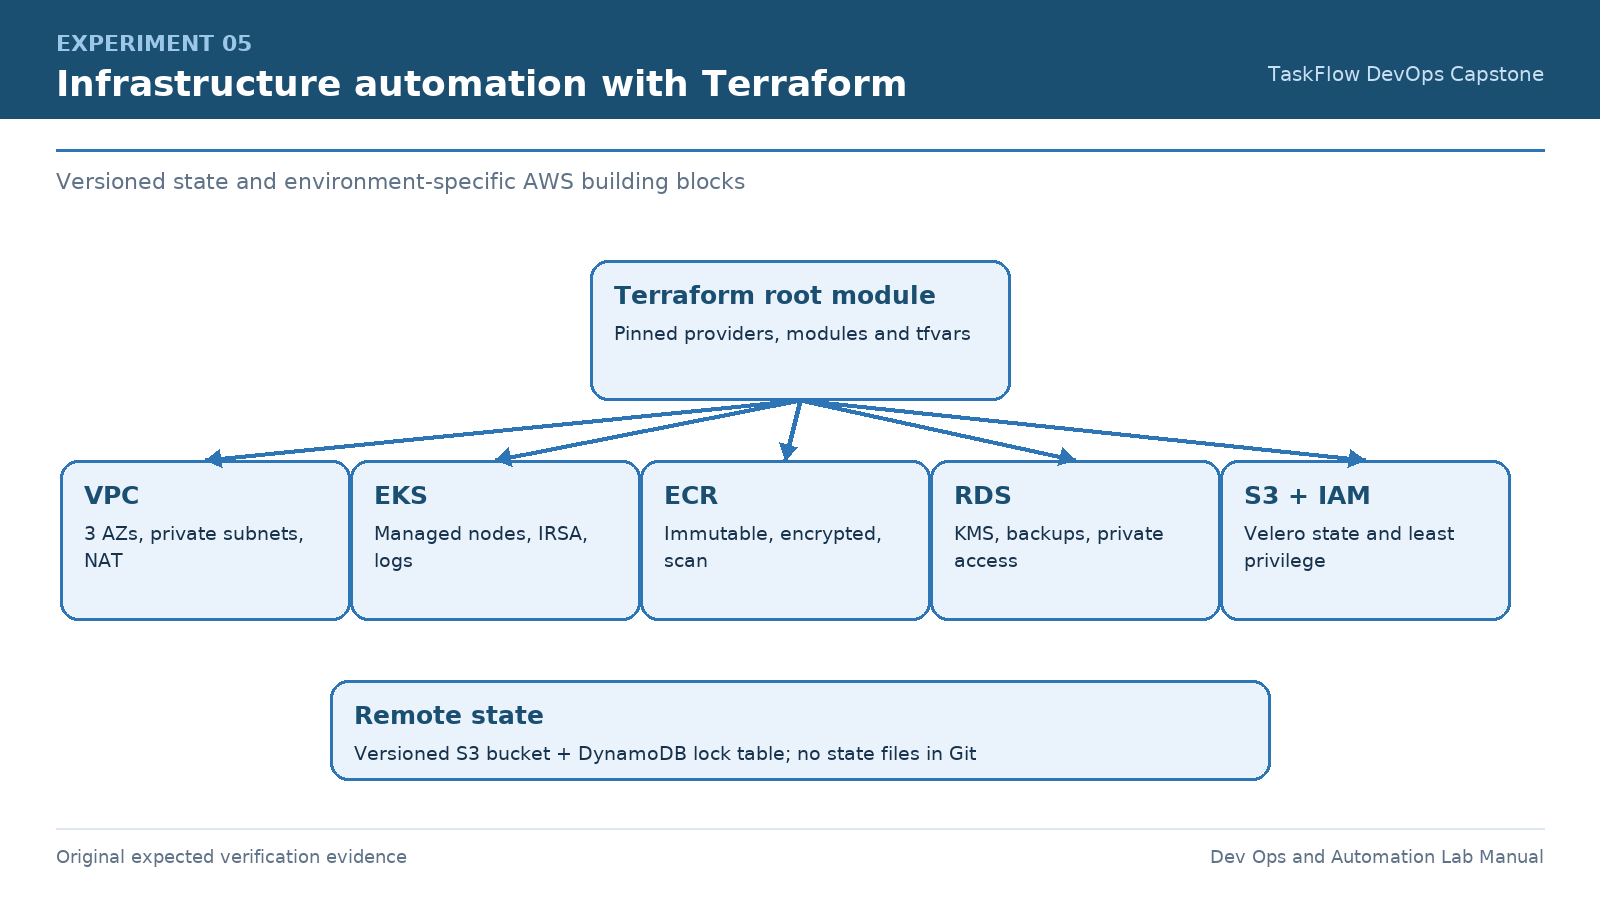 EXPERIMENT 05
Infrastructure automation with Terraform
TaskFlow DevOps Capstone
Versioned state and environment-specific AWS building blocks
Terraform root module
Pinned providers, modules and tfvars
VPC
3 AZs, private subnets,
NAT
EKS
Managed nodes, IRSA,
logs
ECR
Immutable, encrypted,
scan
RDS
KMS, backups, private
access
S3 + IAM
Velero state and least
privilege
Remote state
Versioned S3 bucket + DynamoDB lock table; no state files in Git
Original expected verification evidence
Dev Ops and Automation Lab Manual